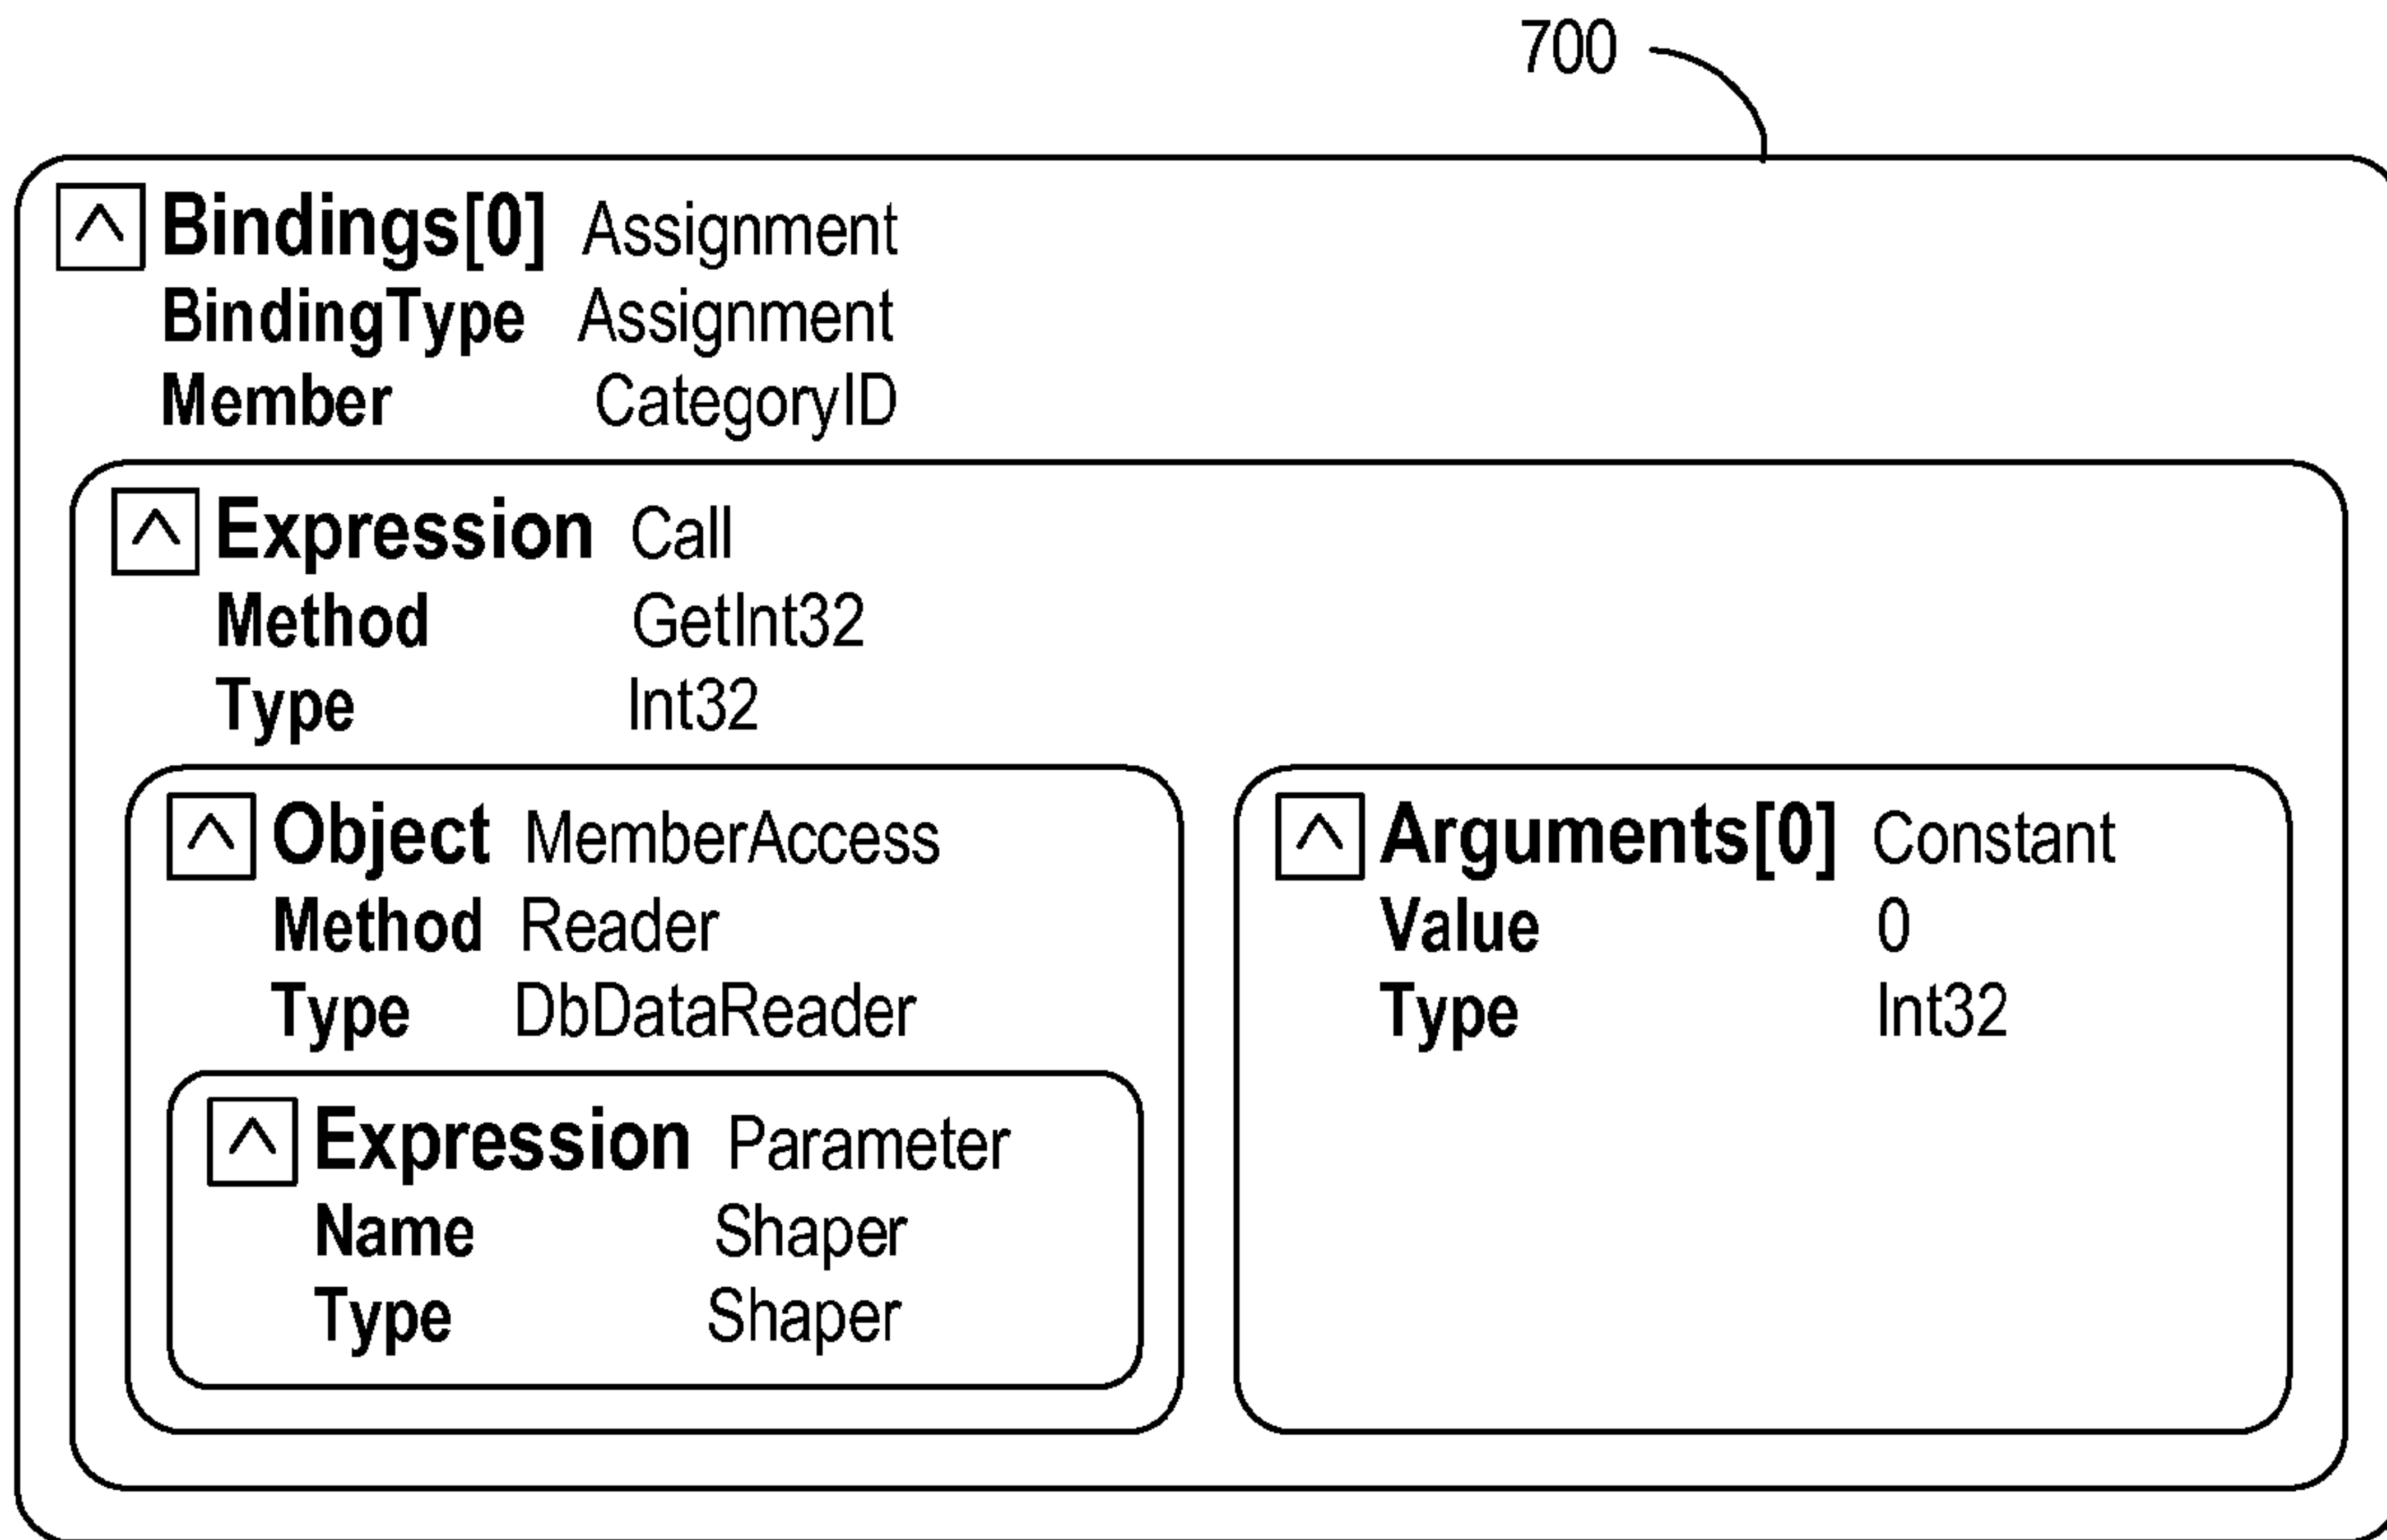 700
Bindings[0] Assignment
BindingType Assignment
Member CategoryID
Expression Call
Method GetInt32
Type Int32
Object MemberAccess
Method Reader
Type DbDataReader
Expression Parameter
Name Shaper
Type Shaper
Arguments[0] Constant
Value 0
Type Int32